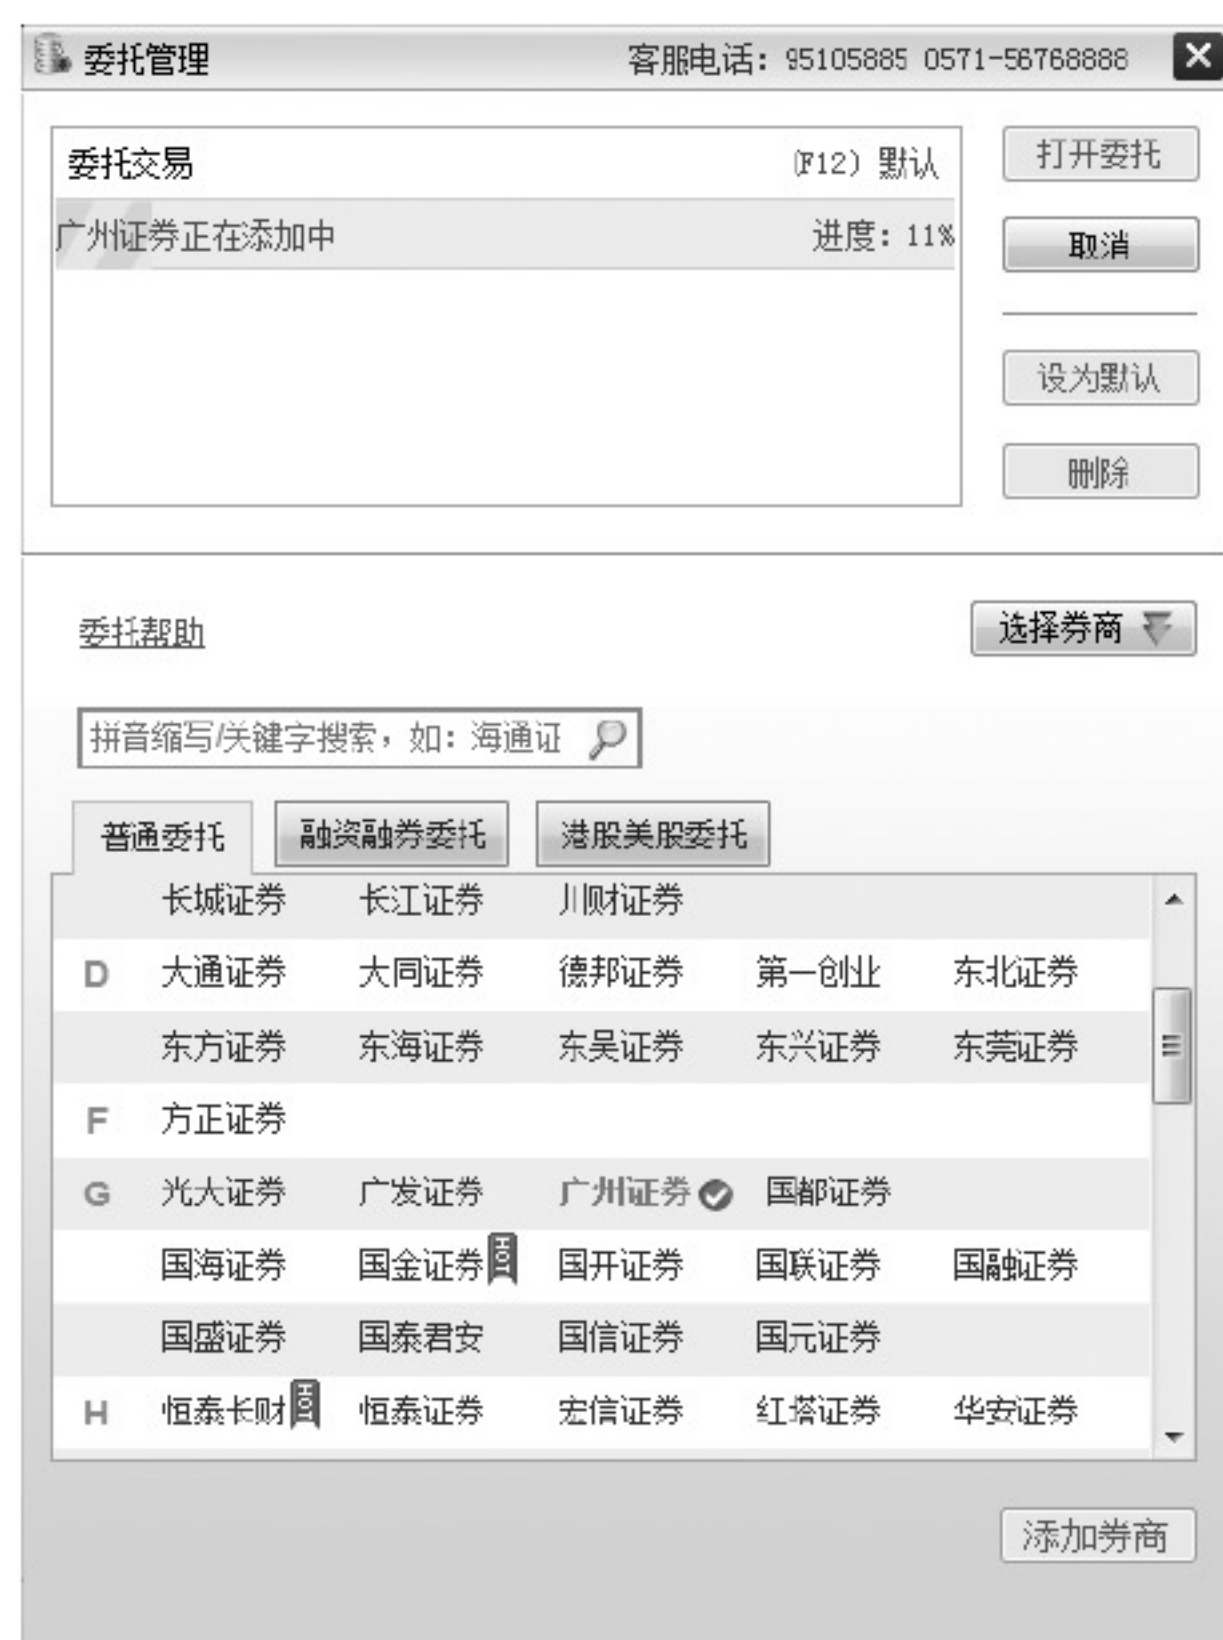 委托管理 客服电话：95105885 0571-56768888
委托交易 (F12) 默认 打开委托
广州证券正在添加中 进度：11% 取消
设为默认
删除
委托帮助 选择券商
拼音缩写/关键字搜索，如：海通证
普通委托 融资融券委托 港股美股委托
长城证券 长江证券 川财证券
D 大通证券 大同证券 德邦证券 第一创业 东北证券
东方证券 东海证券 东吴证券 东兴证券 东莞证券
F 方正证券
G 光大证券 广发证券 广州证券 国都证券
国海证券 国金证券 HOT 国开证券 国联证券 国融证券
国盛证券 国泰君安 国信证券 国元证券
H 恒泰长财 HOT 恒泰证券 宏信证券 红塔证券 华安证券
添加券商